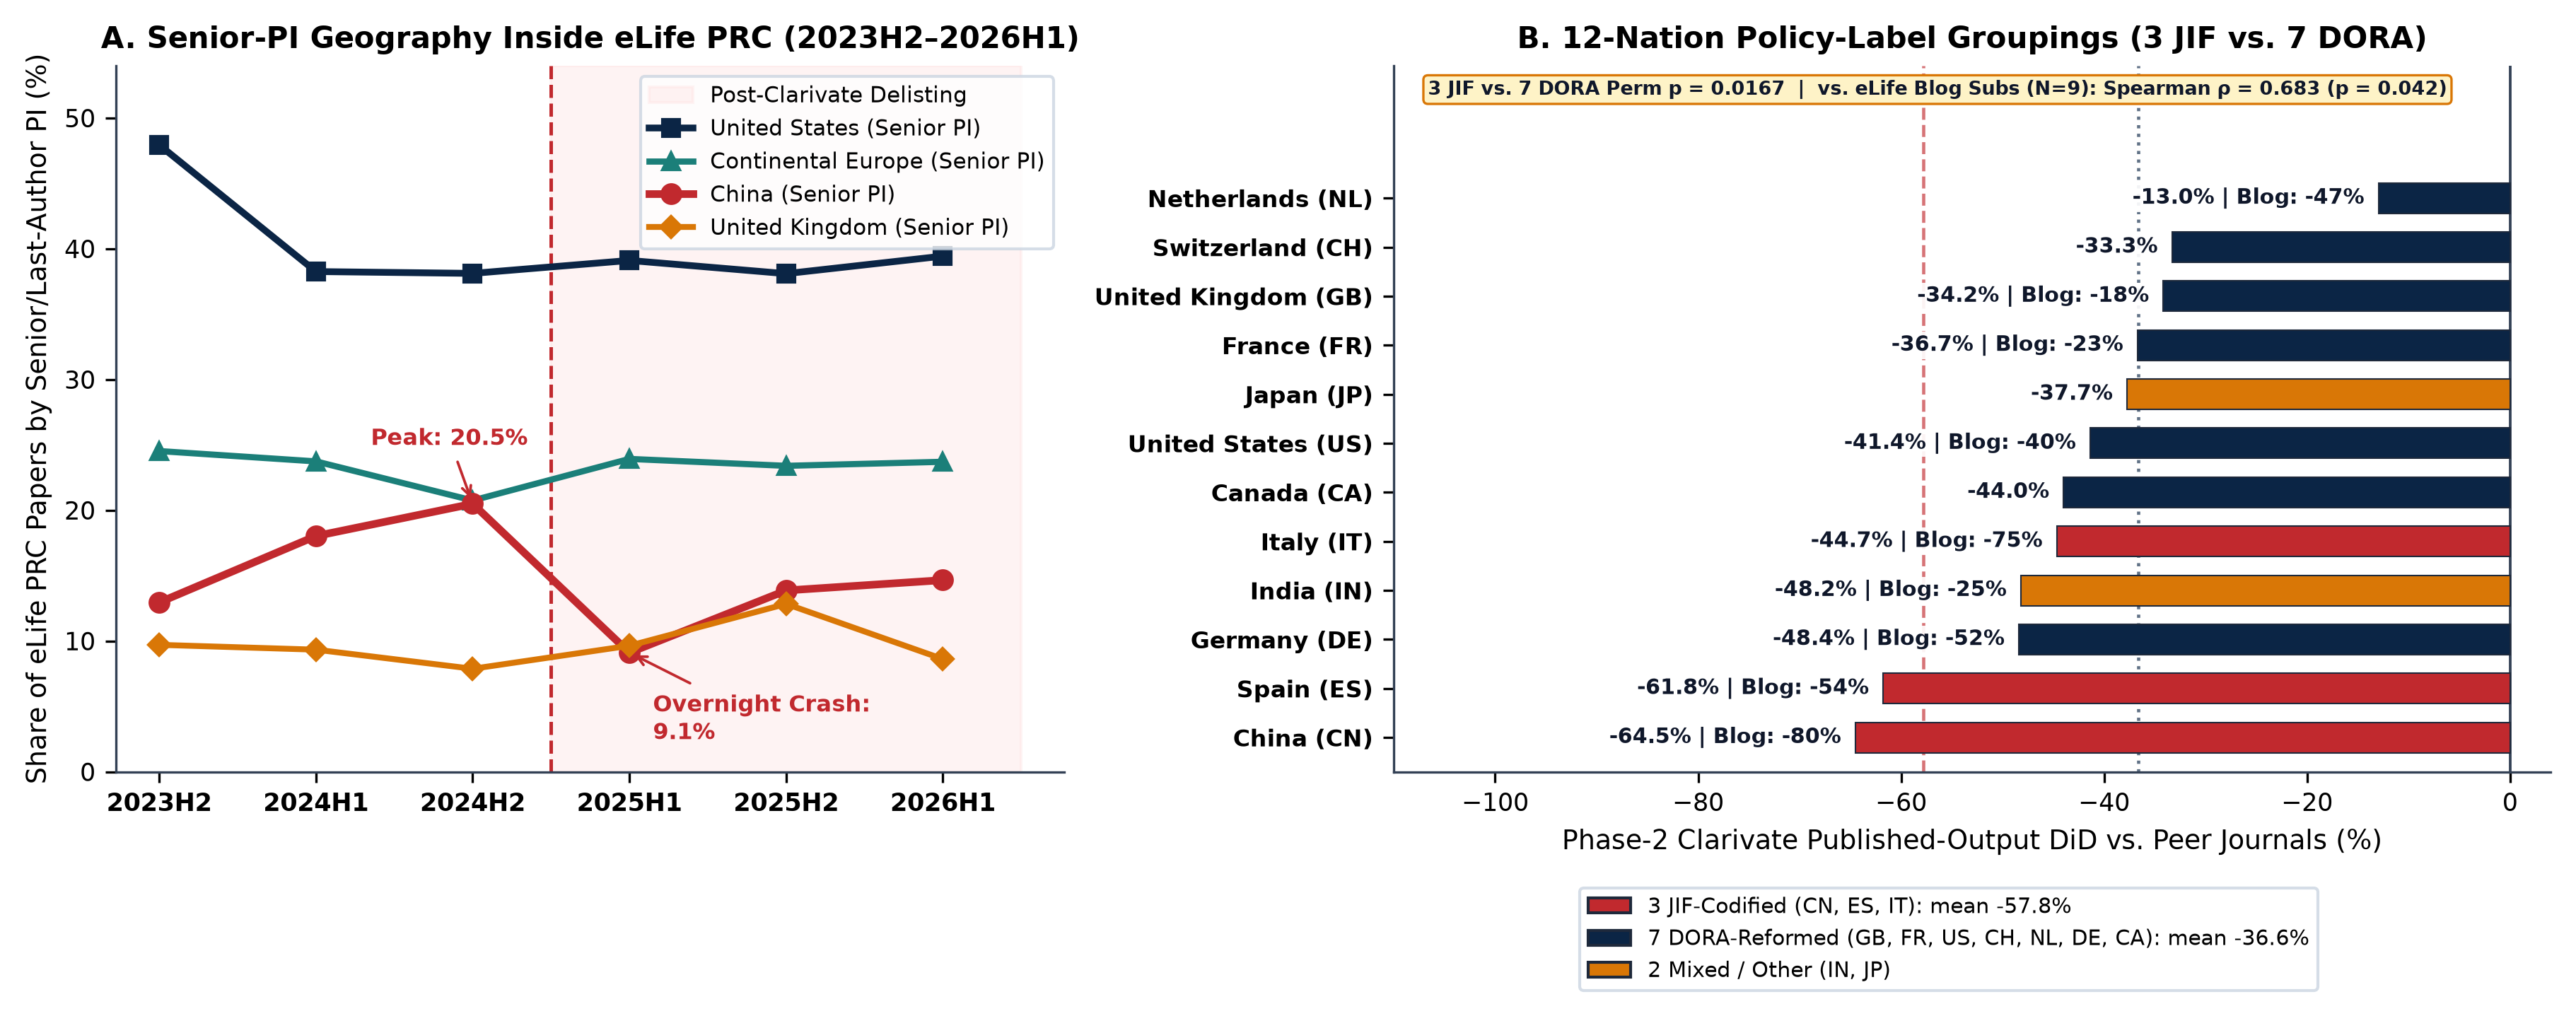 A. Senior-PI Geography Inside eLife PRC (2023H2–2026H1)
Share of eLife PRC Papers by Senior/Last-Author PI (%)
50
40
30
20
10
0
Post-Clarivate Delisting
United States (Senior PI)
Continental Europe (Senior PI)
China (Senior PI)
United Kingdom (Senior PI)
Peak: 20.5%
Overnight Crash:
9.1%
2023H2
2024H1
2024H2
2025H1
2025H2
2026H1
B. 12-Nation Policy-Label Groupings (3 JIF vs. 7 DORA)
3 JIF vs. 7 DORA Perm p = 0.0167 | vs. eLife Blog Subs (N=9): Spearman ρ = 0.683 (p = 0.042)
Netherlands (NL)
-13.0% | Blog: -47%
Switzerland (CH)
-33.3%
United Kingdom (GB)
-34.2% | Blog: -18%
France (FR)
-36.7% | Blog: -23%
Japan (JP)
-37.7%
United States (US)
-41.4% | Blog: -40%
Canada (CA)
-44.0%
Italy (IT)
-44.7% | Blog: -75%
India (IN)
-48.2% | Blog: -25%
Germany (DE)
-48.4% | Blog: -52%
Spain (ES)
-61.8% | Blog: -54%
China (CN)
-64.5% | Blog: -80%
−100
−80
−60
−40
−20
0
Phase-2 Clarivate Published-Output DiD vs. Peer Journals (%)
3 JIF-Codified (CN, ES, IT): mean -57.8%
7 DORA-Reformed (GB, FR, US, CH, NL, DE, CA): mean -36.6%
2 Mixed / Other (IN, JP)